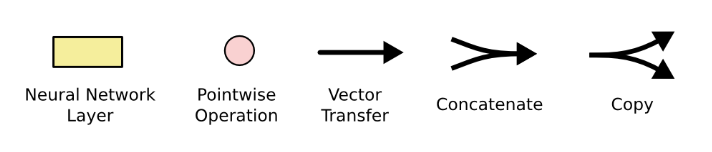 Neural Network
Layer
Pointwise
Operation
Vector
Transfer
Concatenate
Copy